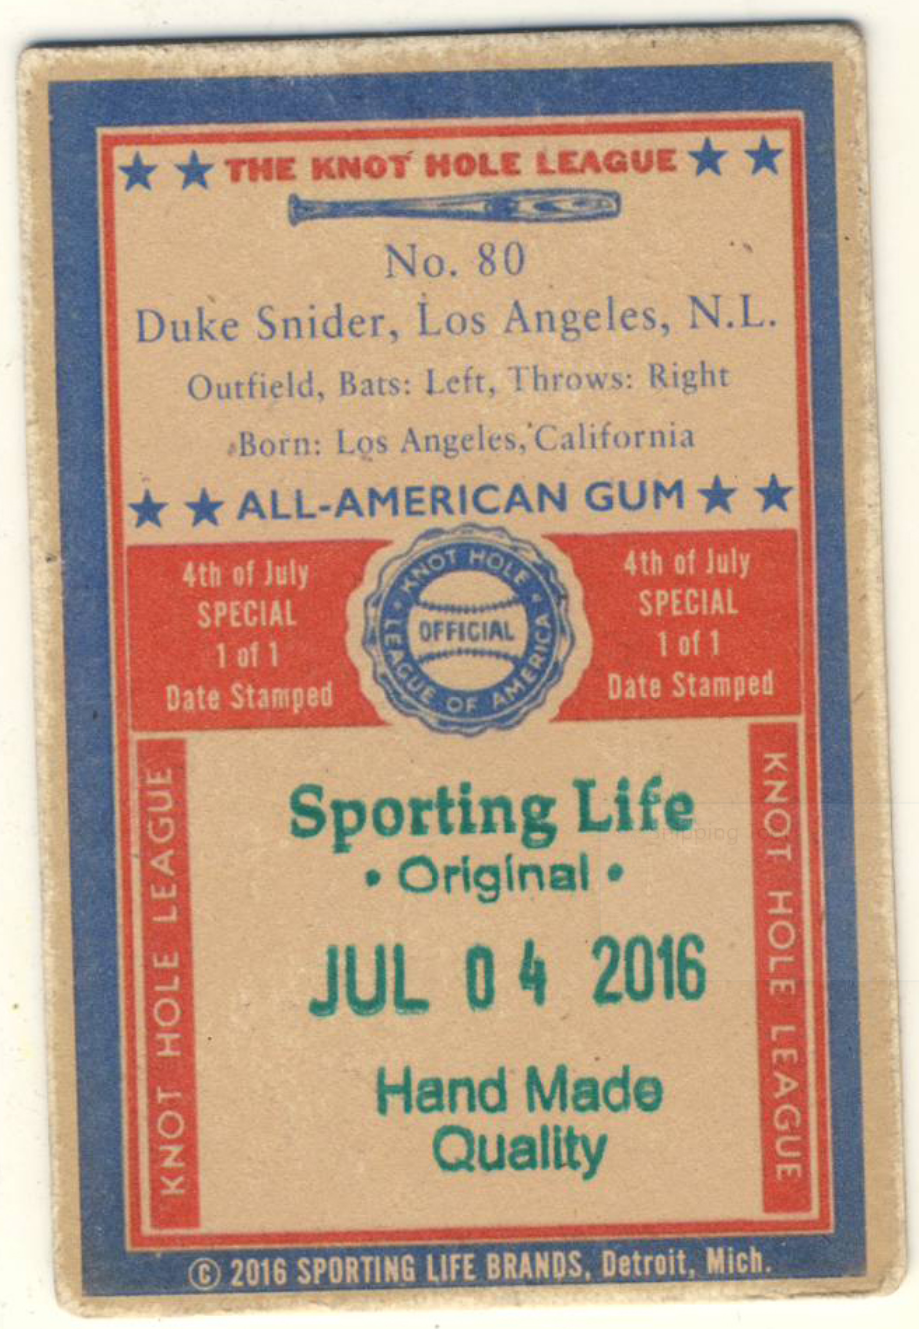 THE KNOT HOLE LEAGUE
No. 80
Duke Snider, Los Angeles, N.L.
Outfield, Bats: Left, Throws: Right
Born: Los Angeles, California
ALL-AMERICAN GUM
4th of July
SPECIAL
1 of 1
Date Stamped
KNOT HOLE
OFFICIAL
LEAGUE OF AMERICA
4th of July
SPECIAL
1 of 1
Date Stamped
KNOT HOLE LEAGUE
KNOT HOLE LEAGUE
Sporting Life
• Original •
JUL 04 2016
Hand Made
Quality
© 2016 SPORTING LIFE BRANDS, Detroit, Mich.